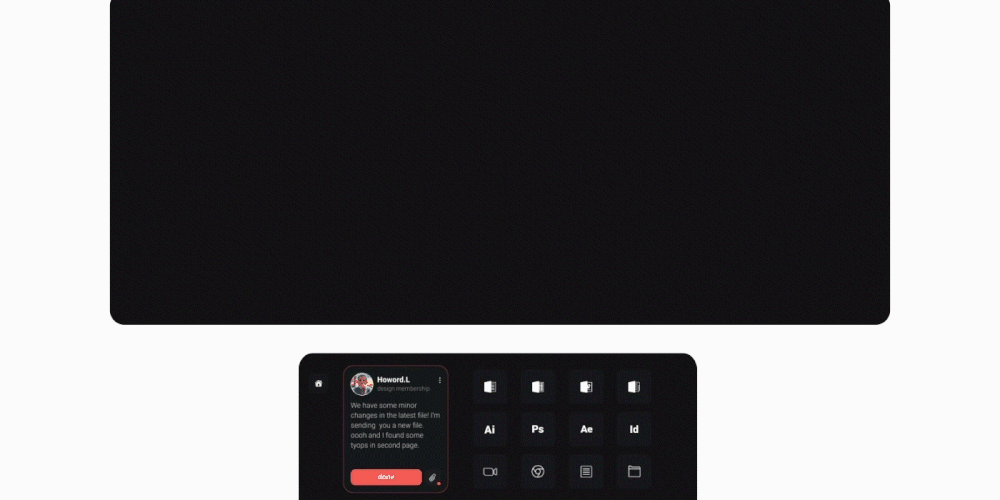 Howord.L
design membership
We have some minor
changes in the latest file! I'm
sending you a new file.
oooh and I found some
tyops in second page.
Ai
Ps
Ae
Id